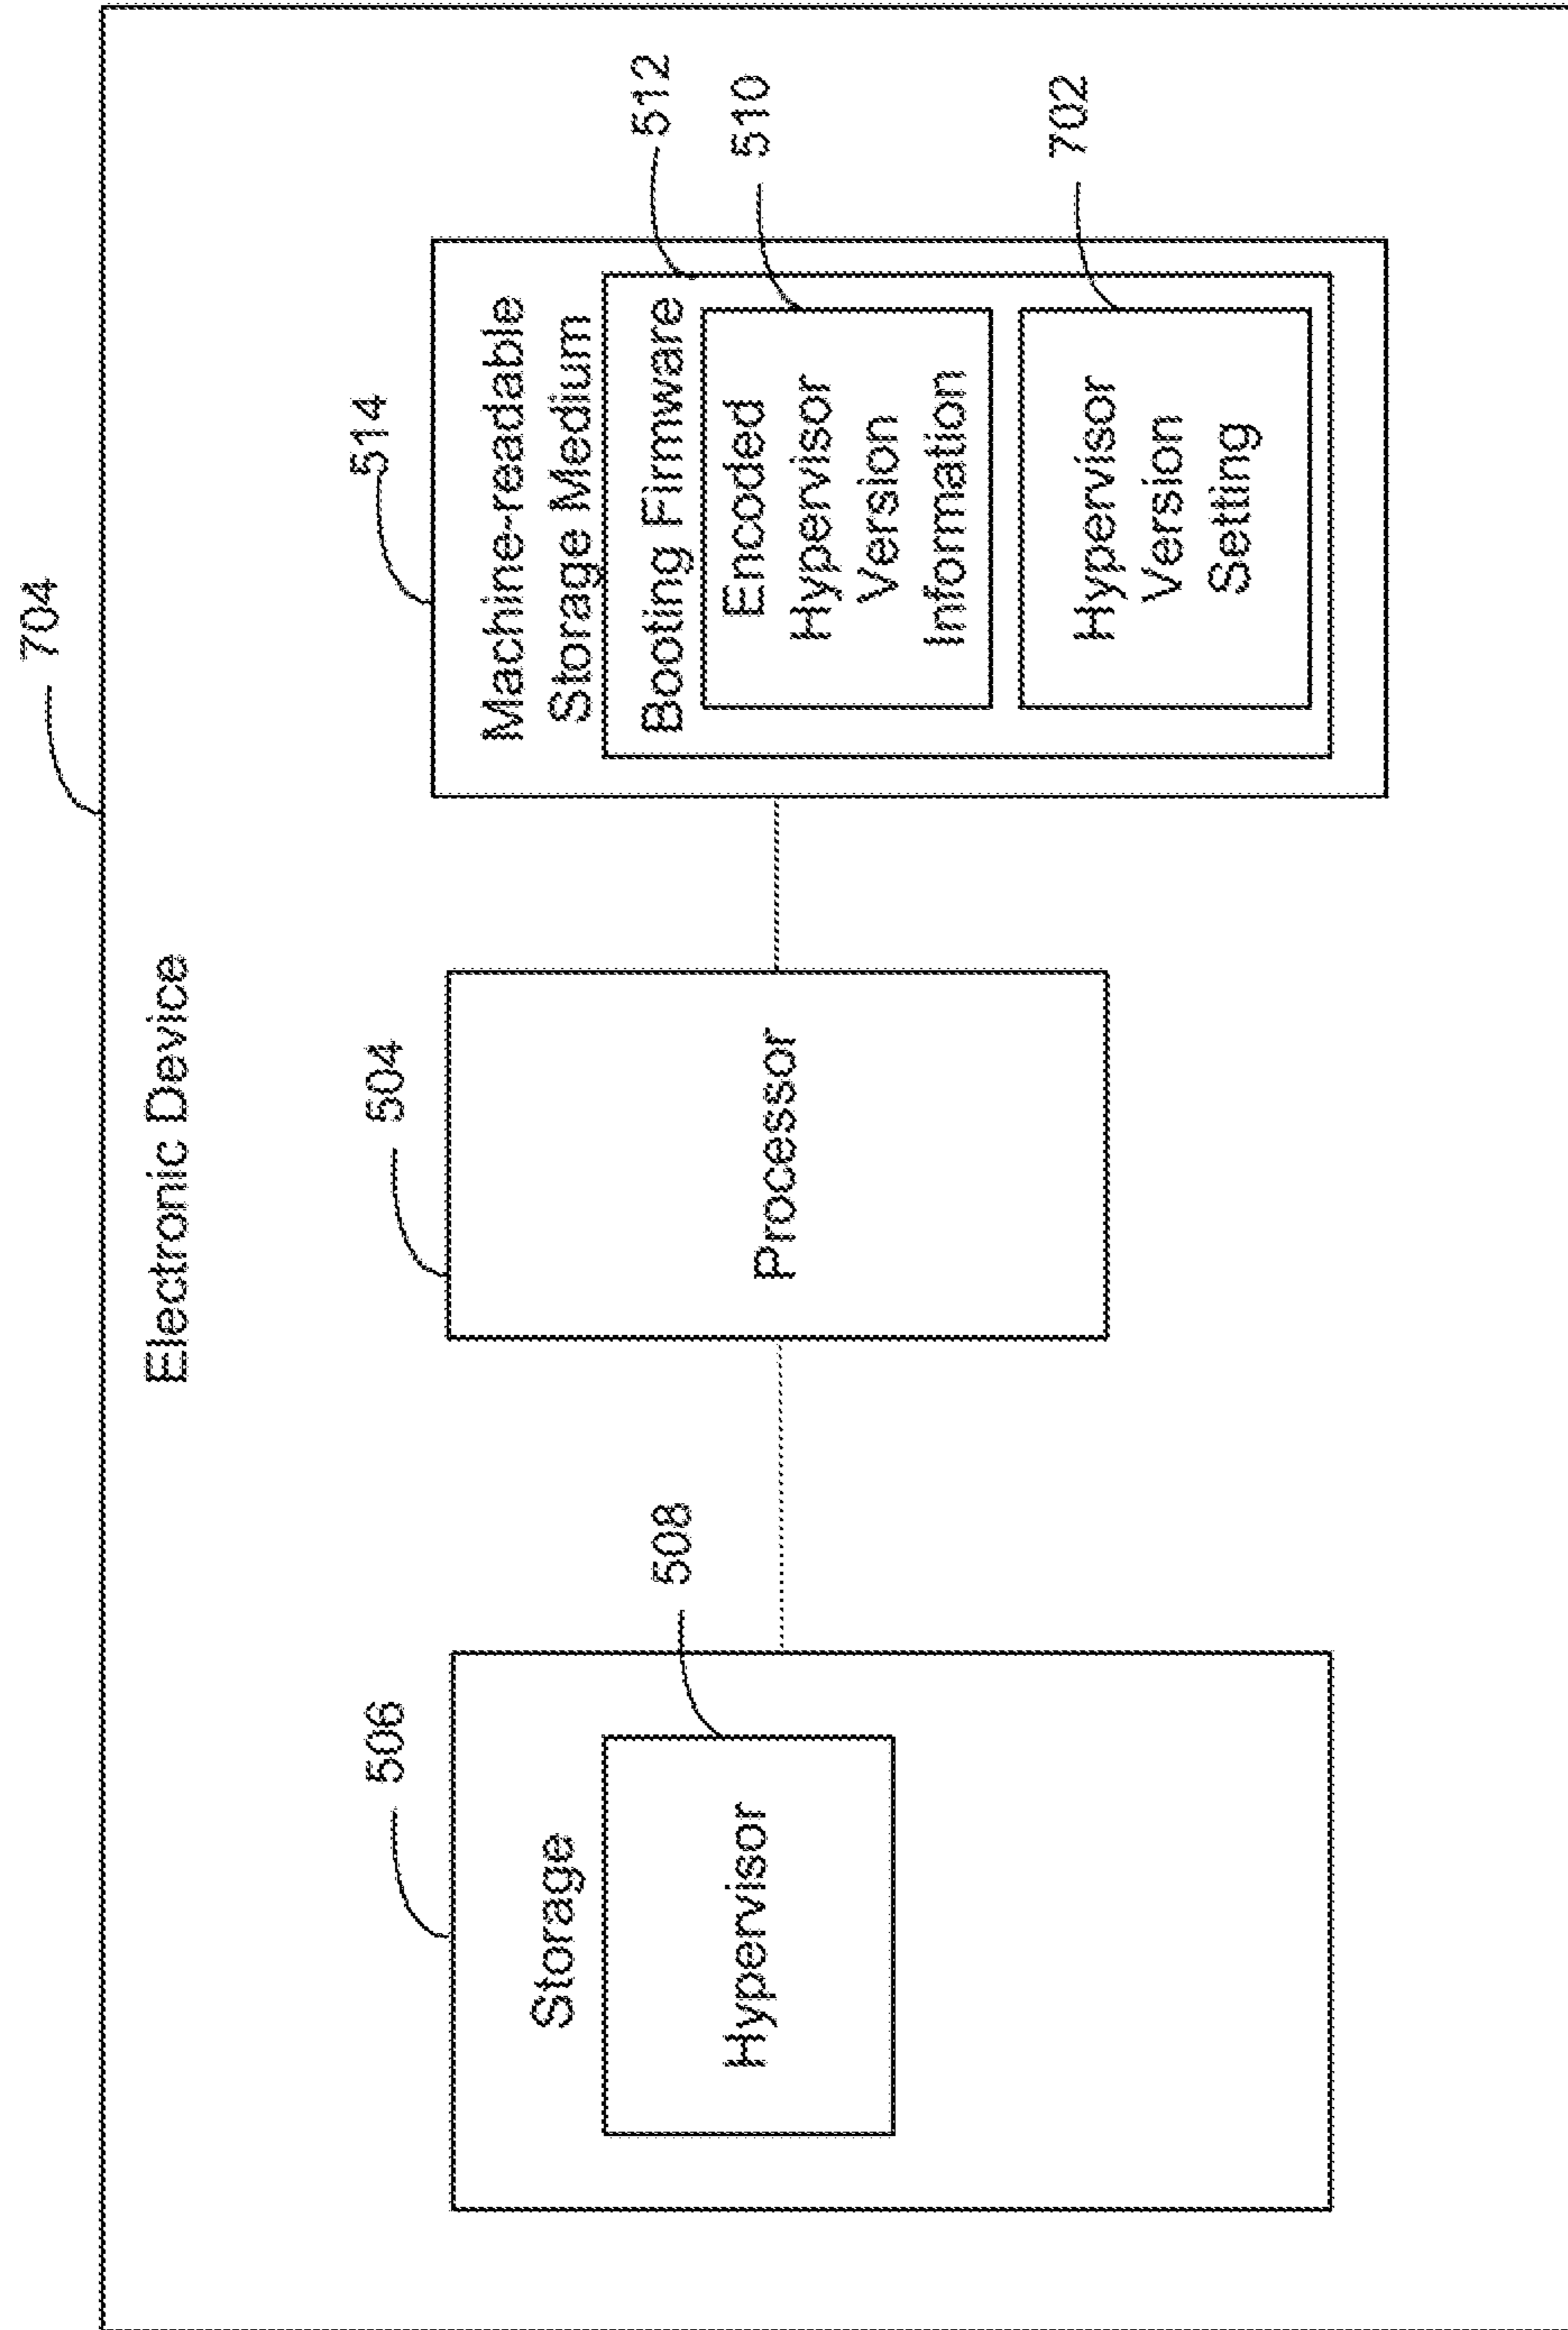 704
Electronic Device
506
Storage
508
Hypervisor
504
Processor
514
Machine-readable
Storage Medium
512
Booting Firmware
510
Encoded
Hypervisor
Version
Information
702
Hypervisor
Version
Setting